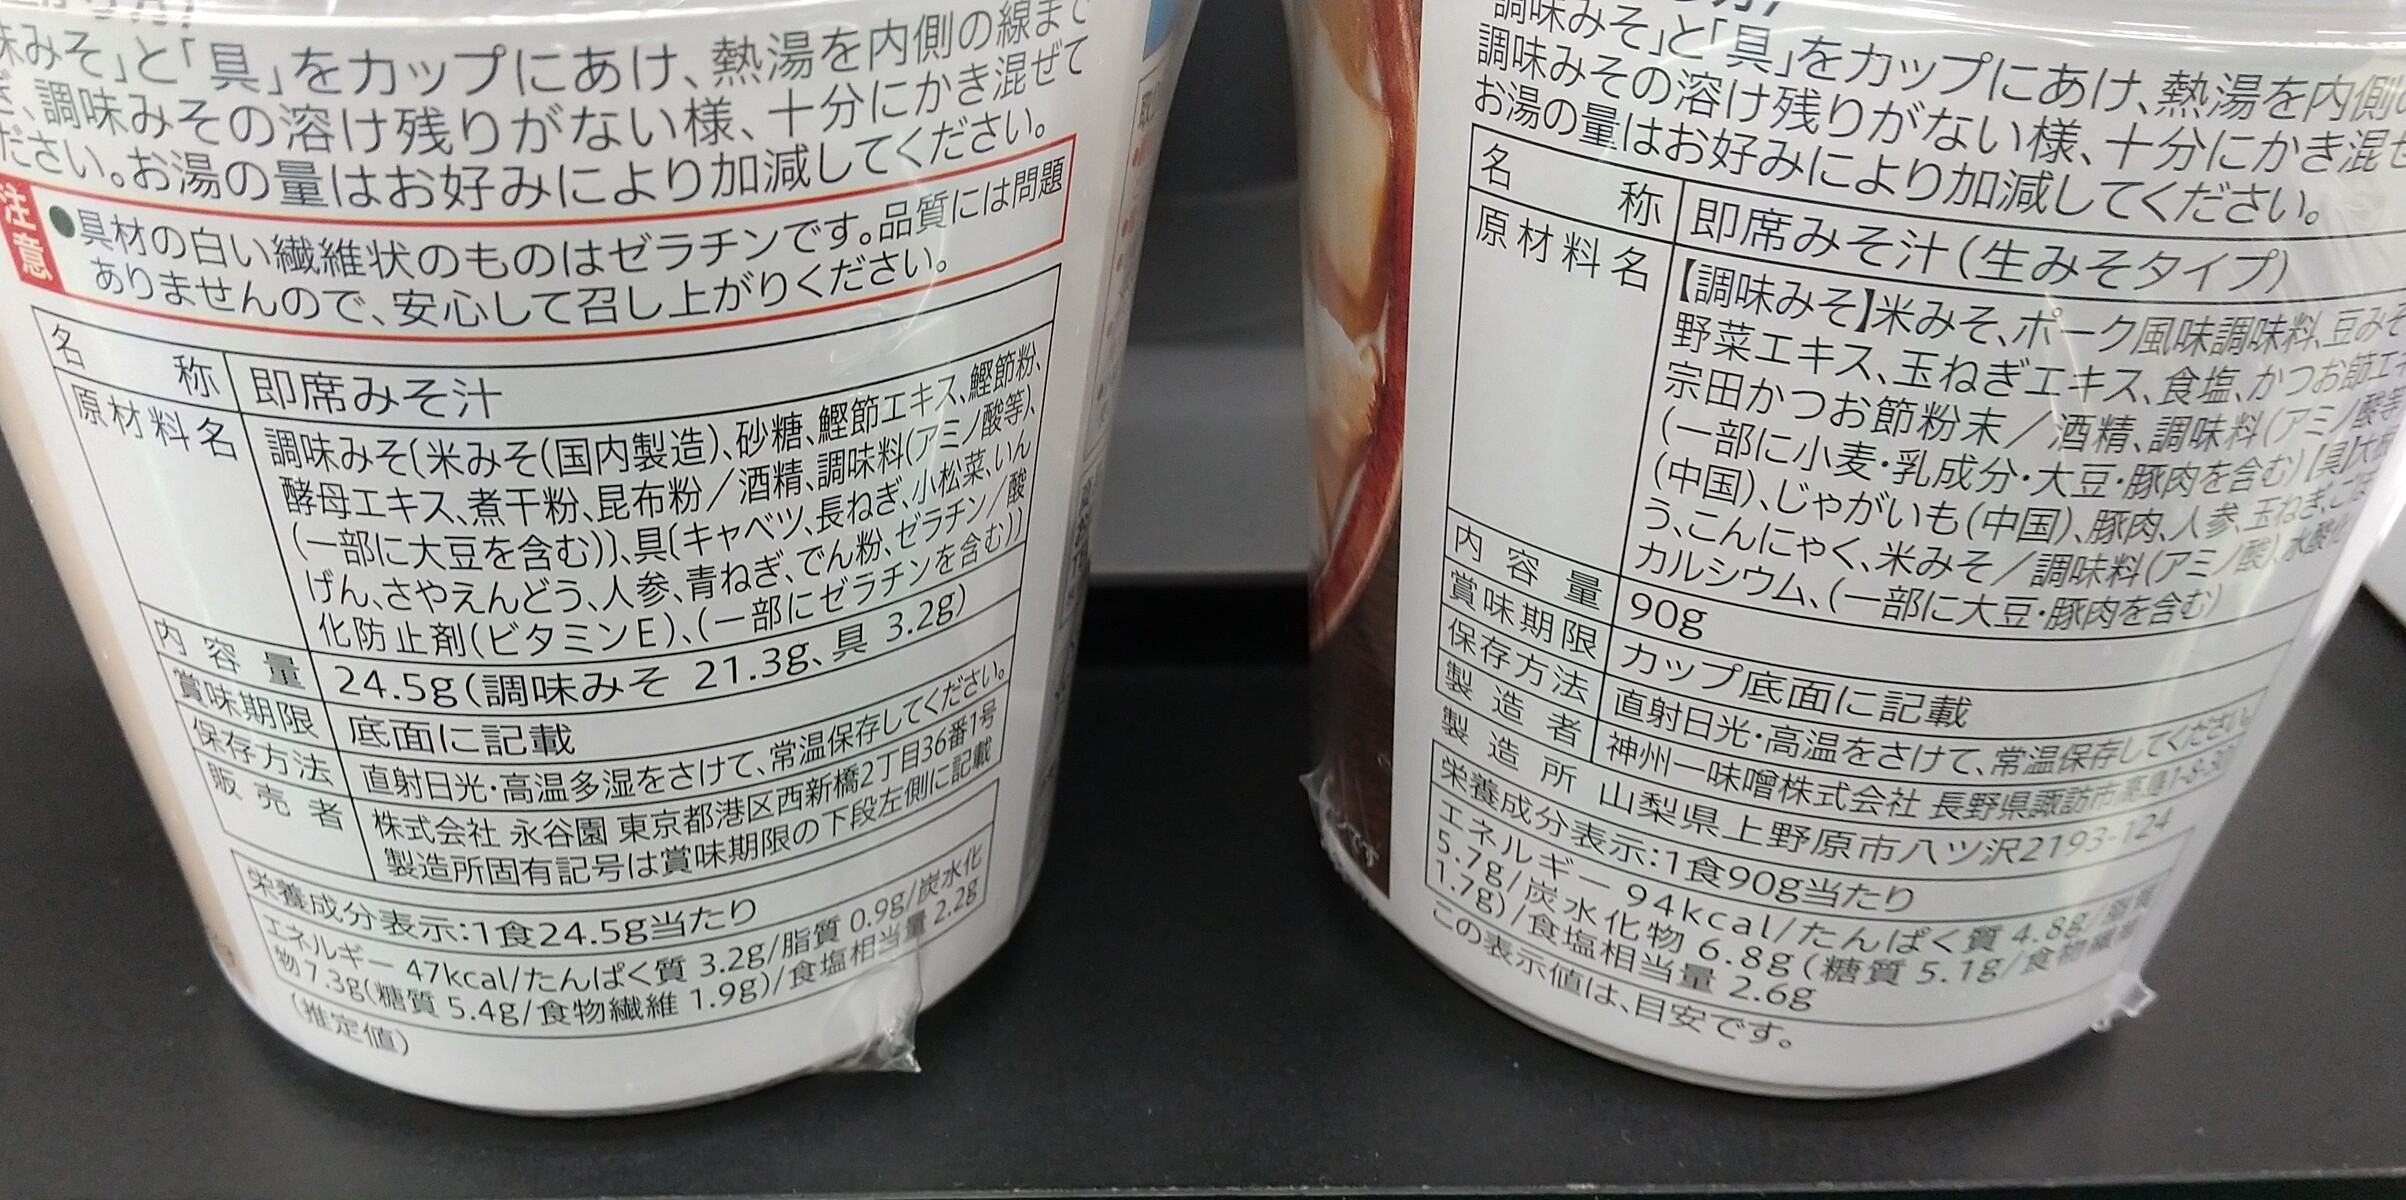 味みそ」と「具」をカップにあけ、熱湯を内側の線まで
調味みその溶け残りがない様、十分にかき混ぜて
ださい。お湯の量はお好みにより加減してください。
注意
●具材の白い繊維状のものはゼラチンです。品質には問題
ありませんので、安心して召し上がりください。
名称 即席みそ汁
原材料名 調味みそ〔米みそ(国内製造)、砂糖、鰹節エキス、鰹節粉、
酵母エキス、煮干粉、昆布粉/酒精、調味料(アミノ酸等)、
(一部に大豆を含む)〕、具〔キャベツ、長ねぎ、小松菜、いん
げん、さやえんどう、人参、青ねぎ、でん粉、ゼラチン/酸
化防止剤(ビタミンE)、(一部にゼラチンを含む)〕
内容量 24.5g(調味みそ 21.3g、具 3.2g)
賞味期限 底面に記載
保存方法 直射日光・高温多湿をさけて、常温保存してください。
販売者 株式会社 永谷園 東京都港区西新橋2丁目36番1号
製造所固有記号は賞味期限の下段左側に記載
栄養成分表示:1食24.5g当たり
エネルギー 47kcal/たんぱく質 3.2g/脂質 0.9g/炭水化
物7.3g(糖質 5.4g/食物繊維 1.9g)/食塩相当量 2.2g
(推定値)
調味みそ」と「具」をカップにあけ、熱湯を内側
調味みその溶け残りがない様、十分にかき混ぜ
お湯の量はお好みにより加減してください。
名称 即席みそ汁(生みそタイプ)
原材料名 【調味みそ】米みそ、ポーク風味調味料、豆みそ
野菜エキス、玉ねぎエキス、食塩、かつお節エキ
宗田かつお節粉末/酒精、調味料(アミノ酸等
(一部に小麦・乳成分・大豆・豚肉を含む)【具】大根
(中国)、じゃがいも(中国)、豚肉、人参、玉ねぎ、ごぼ
う、こんにゃく、米みそ/調味料(アミノ酸)、水酸化
カルシウム、(一部に大豆・豚肉を含む)
内容量 90g
賞味期限 カップ底面に記載
保存方法 直射日光・高温をさけて、常温保存してください。
製造者 神州一味噌株式会社 長野県諏訪市高島1-8-30
製造所 山梨県上野原市八ツ沢2193-124
栄養成分表示:1食90g当たり
エネルギー 94kcal/たんぱく質 4.8g/脂質
5.7g/炭水化物 6.8g(糖質 5.1g/食物繊維
1.7g)/食塩相当量 2.6g
この表示値は、目安です。